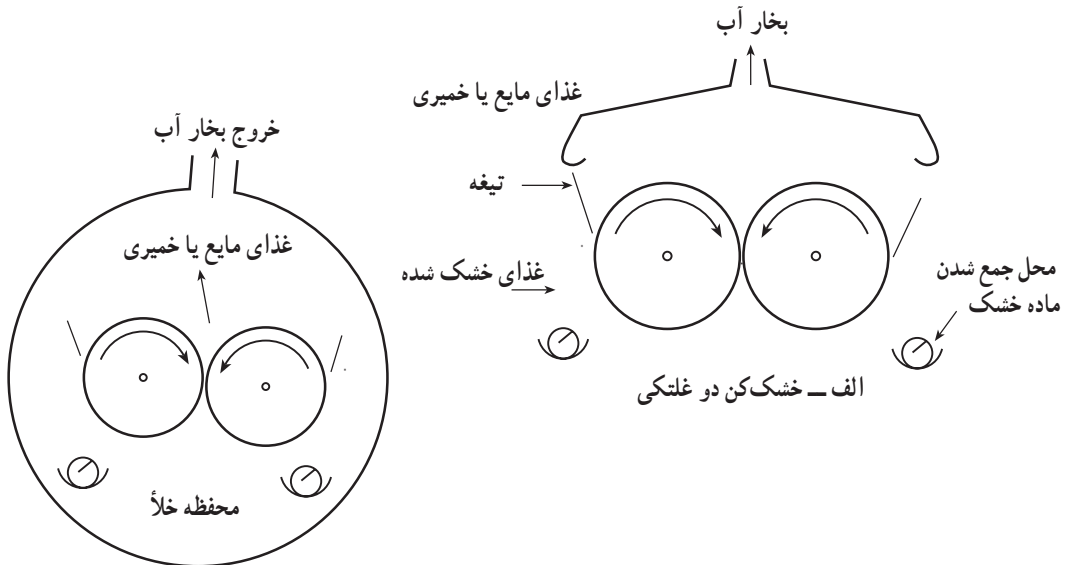 بخار آب
غذای مایع یا خمیری
تیغه
غذای خشک شده
محل جمع شدن
ماده خشک
الف ــ خشک‌کن دو غلتکی
خروج بخار آب
غذای مایع یا خمیری
محفظه خلأ